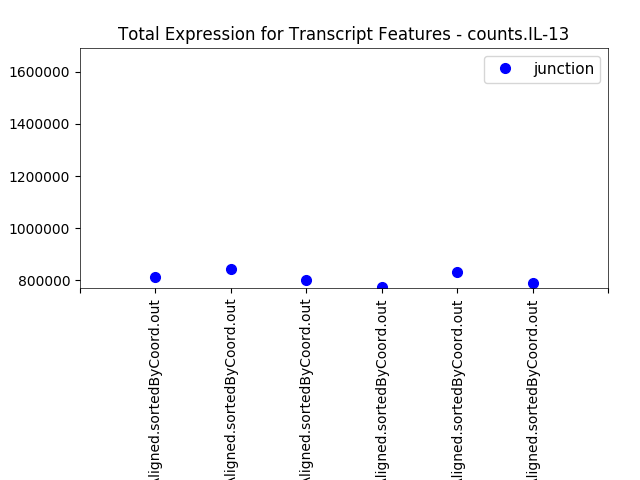 Total Expression for Transcript Features - counts.IL-13
junction
1600000
1400000
1200000
1000000
800000
Aligned.sortedByCoord.out
Aligned.sortedByCoord.out
Aligned.sortedByCoord.out
Aligned.sortedByCoord.out
Aligned.sortedByCoord.out
Aligned.sortedByCoord.out